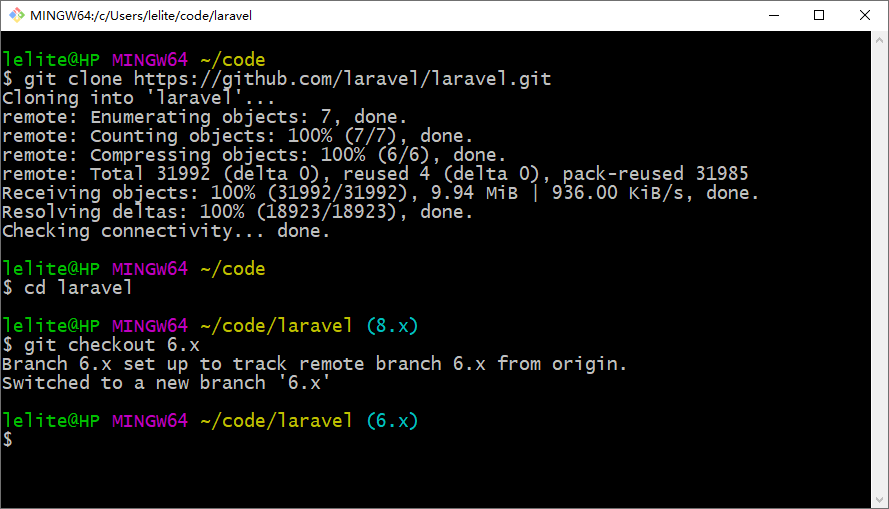 MINGW64:/c/Users/lelite/code/laravel
lelite@HP MINGW64 ~/code
$ git clone https://github.com/laravel/laravel.git
Cloning into 'laravel'...
remote: Enumerating objects: 7, done.
remote: Counting objects: 100% (7/7), done.
remote: Compressing objects: 100% (6/6), done.
remote: Total 31992 (delta 0), reused 4 (delta 0), pack-reused 31985
Receiving objects: 100% (31992/31992), 9.94 MiB | 936.00 KiB/s, done.
Resolving deltas: 100% (18923/18923), done.
Checking connectivity... done.
lelite@HP MINGW64 ~/code
$ cd laravel
lelite@HP MINGW64 ~/code/laravel (8.x)
$ git checkout 6.x
Branch 6.x set up to track remote branch 6.x from origin.
Switched to a new branch '6.x'
lelite@HP MINGW64 ~/code/laravel (6.x)
$